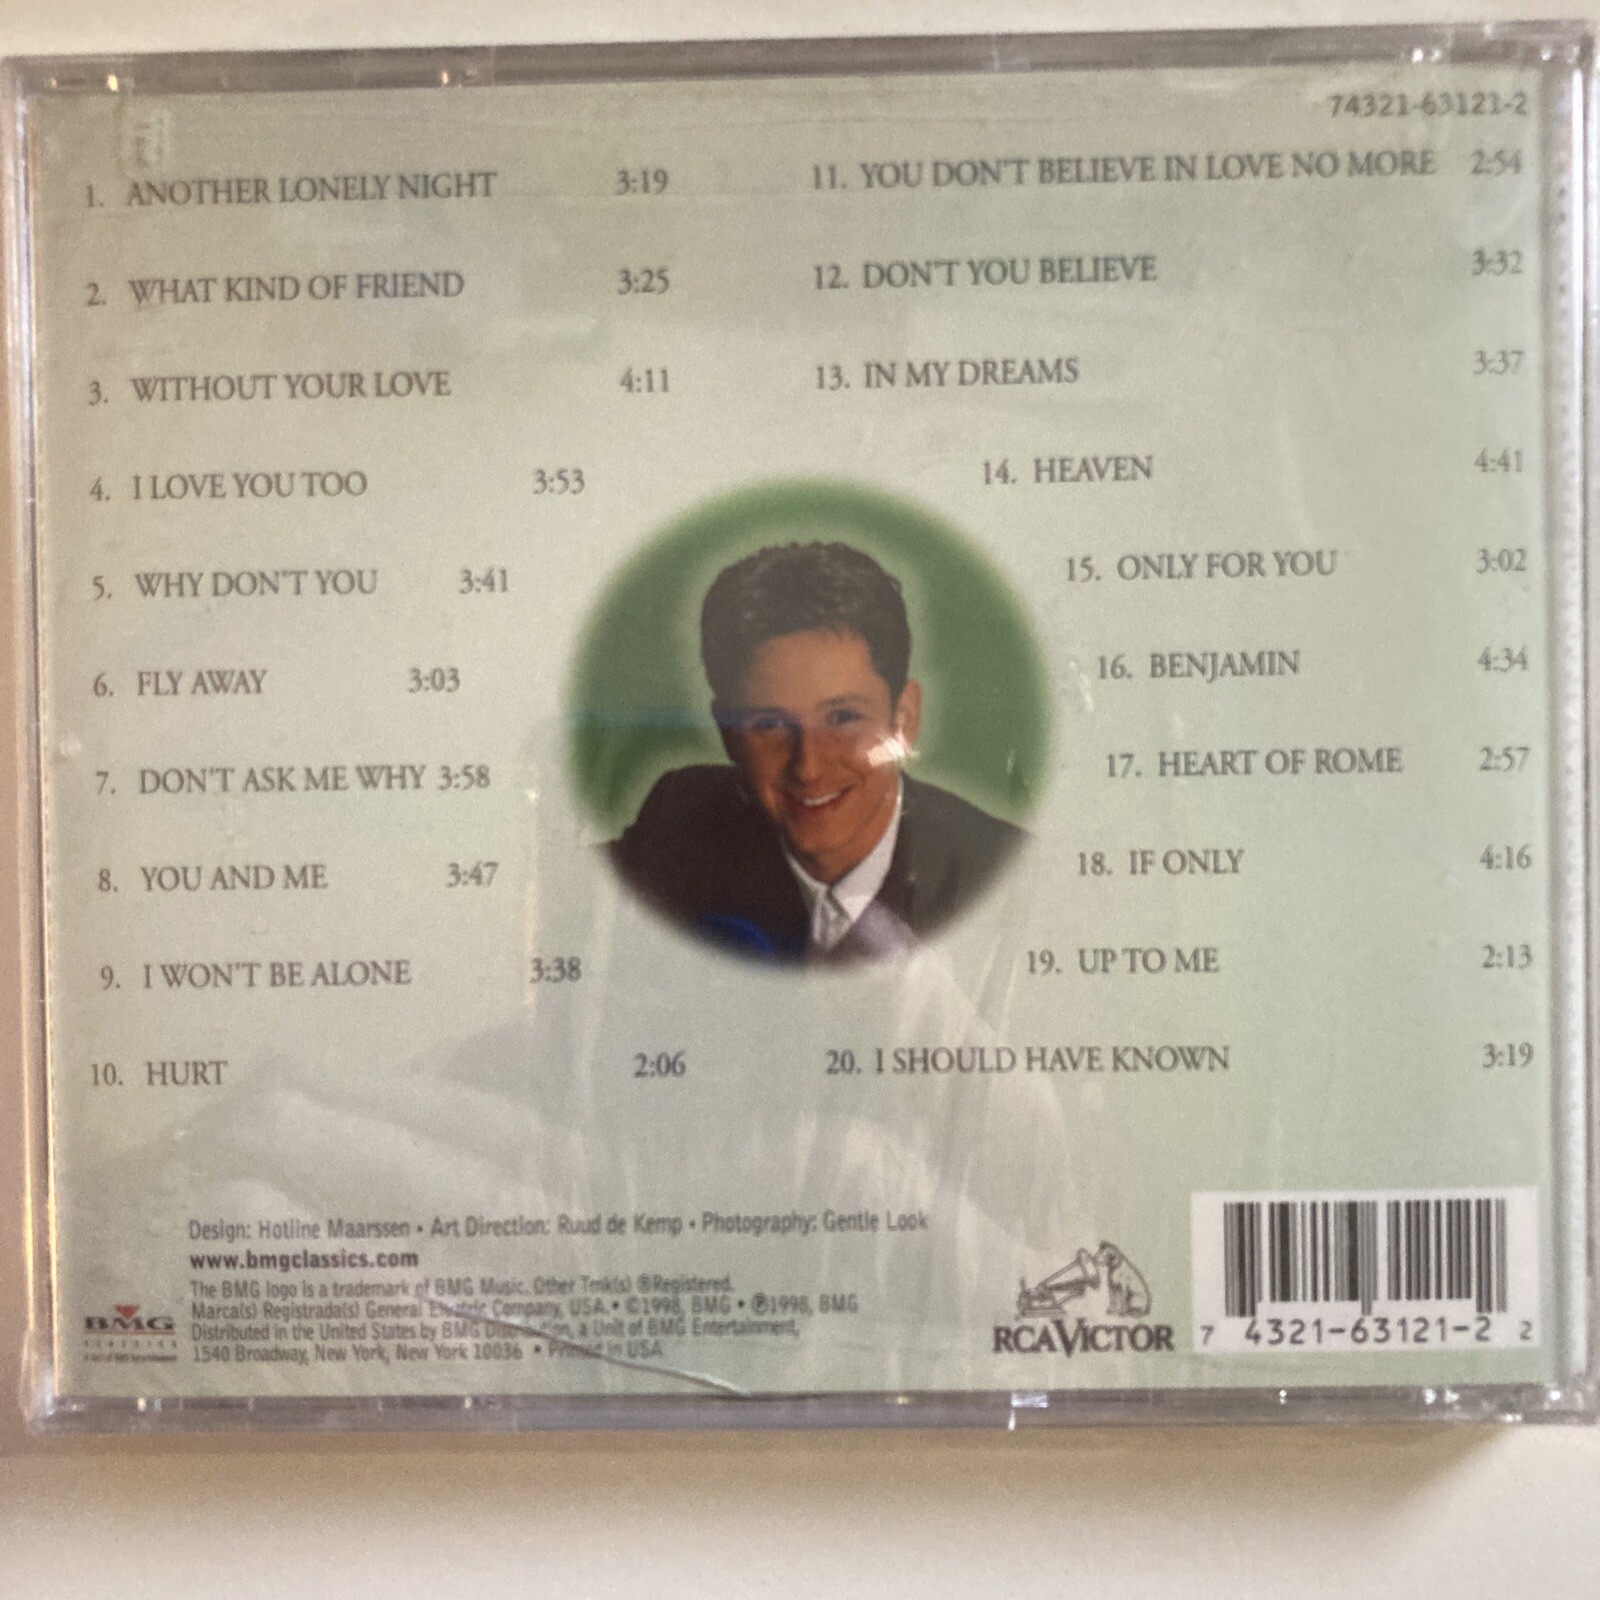 74321-63121-2
1. ANOTHER LONELY NIGHT 3:19
2. WHAT KIND OF FRIEND 3:25
3. WITHOUT YOUR LOVE 4:11
4. I LOVE YOU TOO 3:53
5. WHY DON'T YOU 3:41
6. FLY AWAY 3:03
7. DON'T ASK ME WHY 3:58
8. YOU AND ME 3:47
9. I WON'T BE ALONE 3:38
10. HURT 2:06
11. YOU DON'T BELIEVE IN LOVE NO MORE 2:54
12. DON'T YOU BELIEVE 3:32
13. IN MY DREAMS 3:37
14. HEAVEN 4:41
15. ONLY FOR YOU 3:02
16. BENJAMIN 4:34
17. HEART OF ROME 2:57
18. IF ONLY 4:16
19. UP TO ME 2:13
20. I SHOULD HAVE KNOWN 3:19
Design: Hotline Maarssen • Art Direction: Ruud de Kemp • Photography: Gentle Look
www.bmgclassics.com
The BMG logo is a trademark of BMG Music. Other Tmk(s) ®Registered.
Marca(s) Registrada(s) General Electric Company, USA. • ©1998, BMG • ℗1998, BMG
Distributed in the United States by BMG Distribution, a Unit of BMG Entertainment,
1540 Broadway, New York, New York 10036 • Printed in USA
BMG
CLASSICS
RCA VICTOR
7 4321-63121-2 2